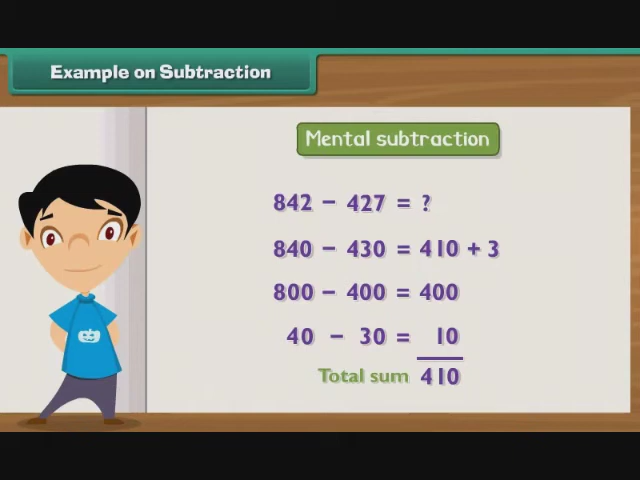 Example on Subtraction
Mental subtraction
842 − 427 = ?
840 − 430 = 410 + 3
800 − 400 = 400
40 − 30 = 10
Total sum 410